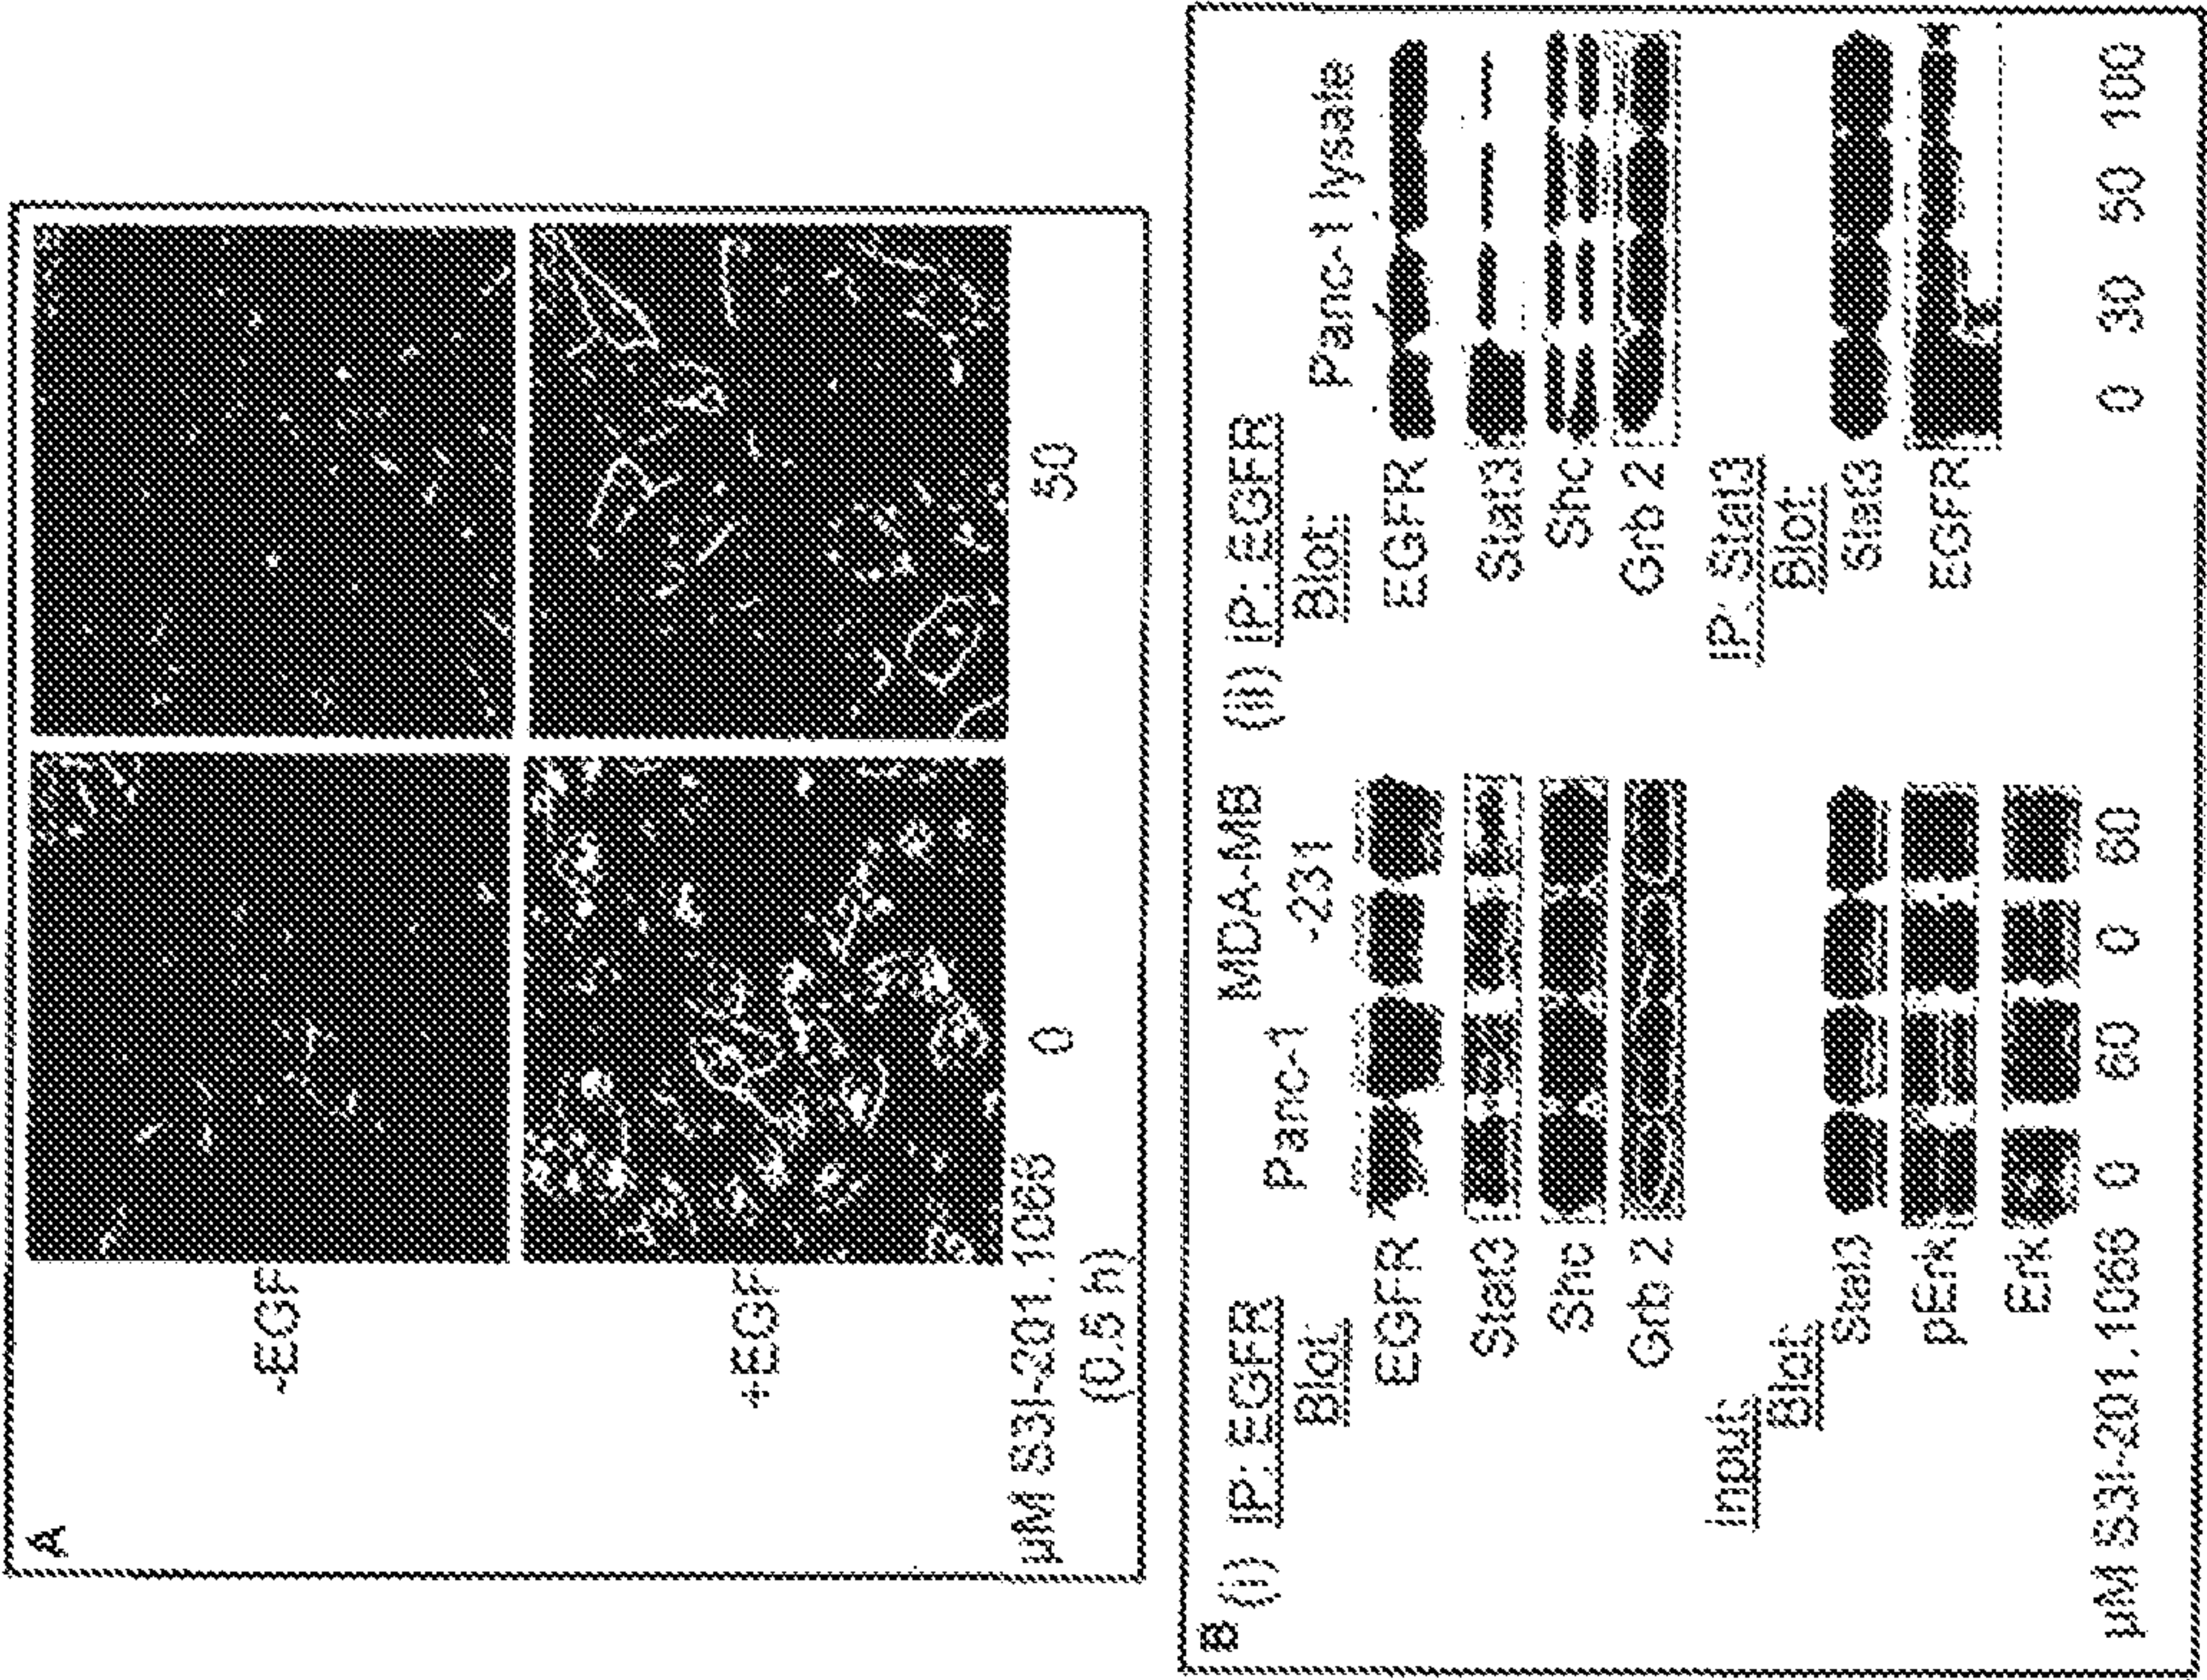 A
-EGF
+EGF
µM S3I-201.1066 0 50
(0.5 h)
B
(i) IP: EGFR
Blot:
Panc-1
MDA-MB
-231
EGFR
Stat3
Shc
Grb 2
Input:
Blot:
Stat3
pErk
Erk
µM S3I-201.1066 0 60 0 60
(ii) IP: EGFR
Blot:
Panc-1 lysate
EGFR
Stat3
Shc
Grb 2
IP: Stat3
Blot:
Stat3
EGFR
0 30 50 100